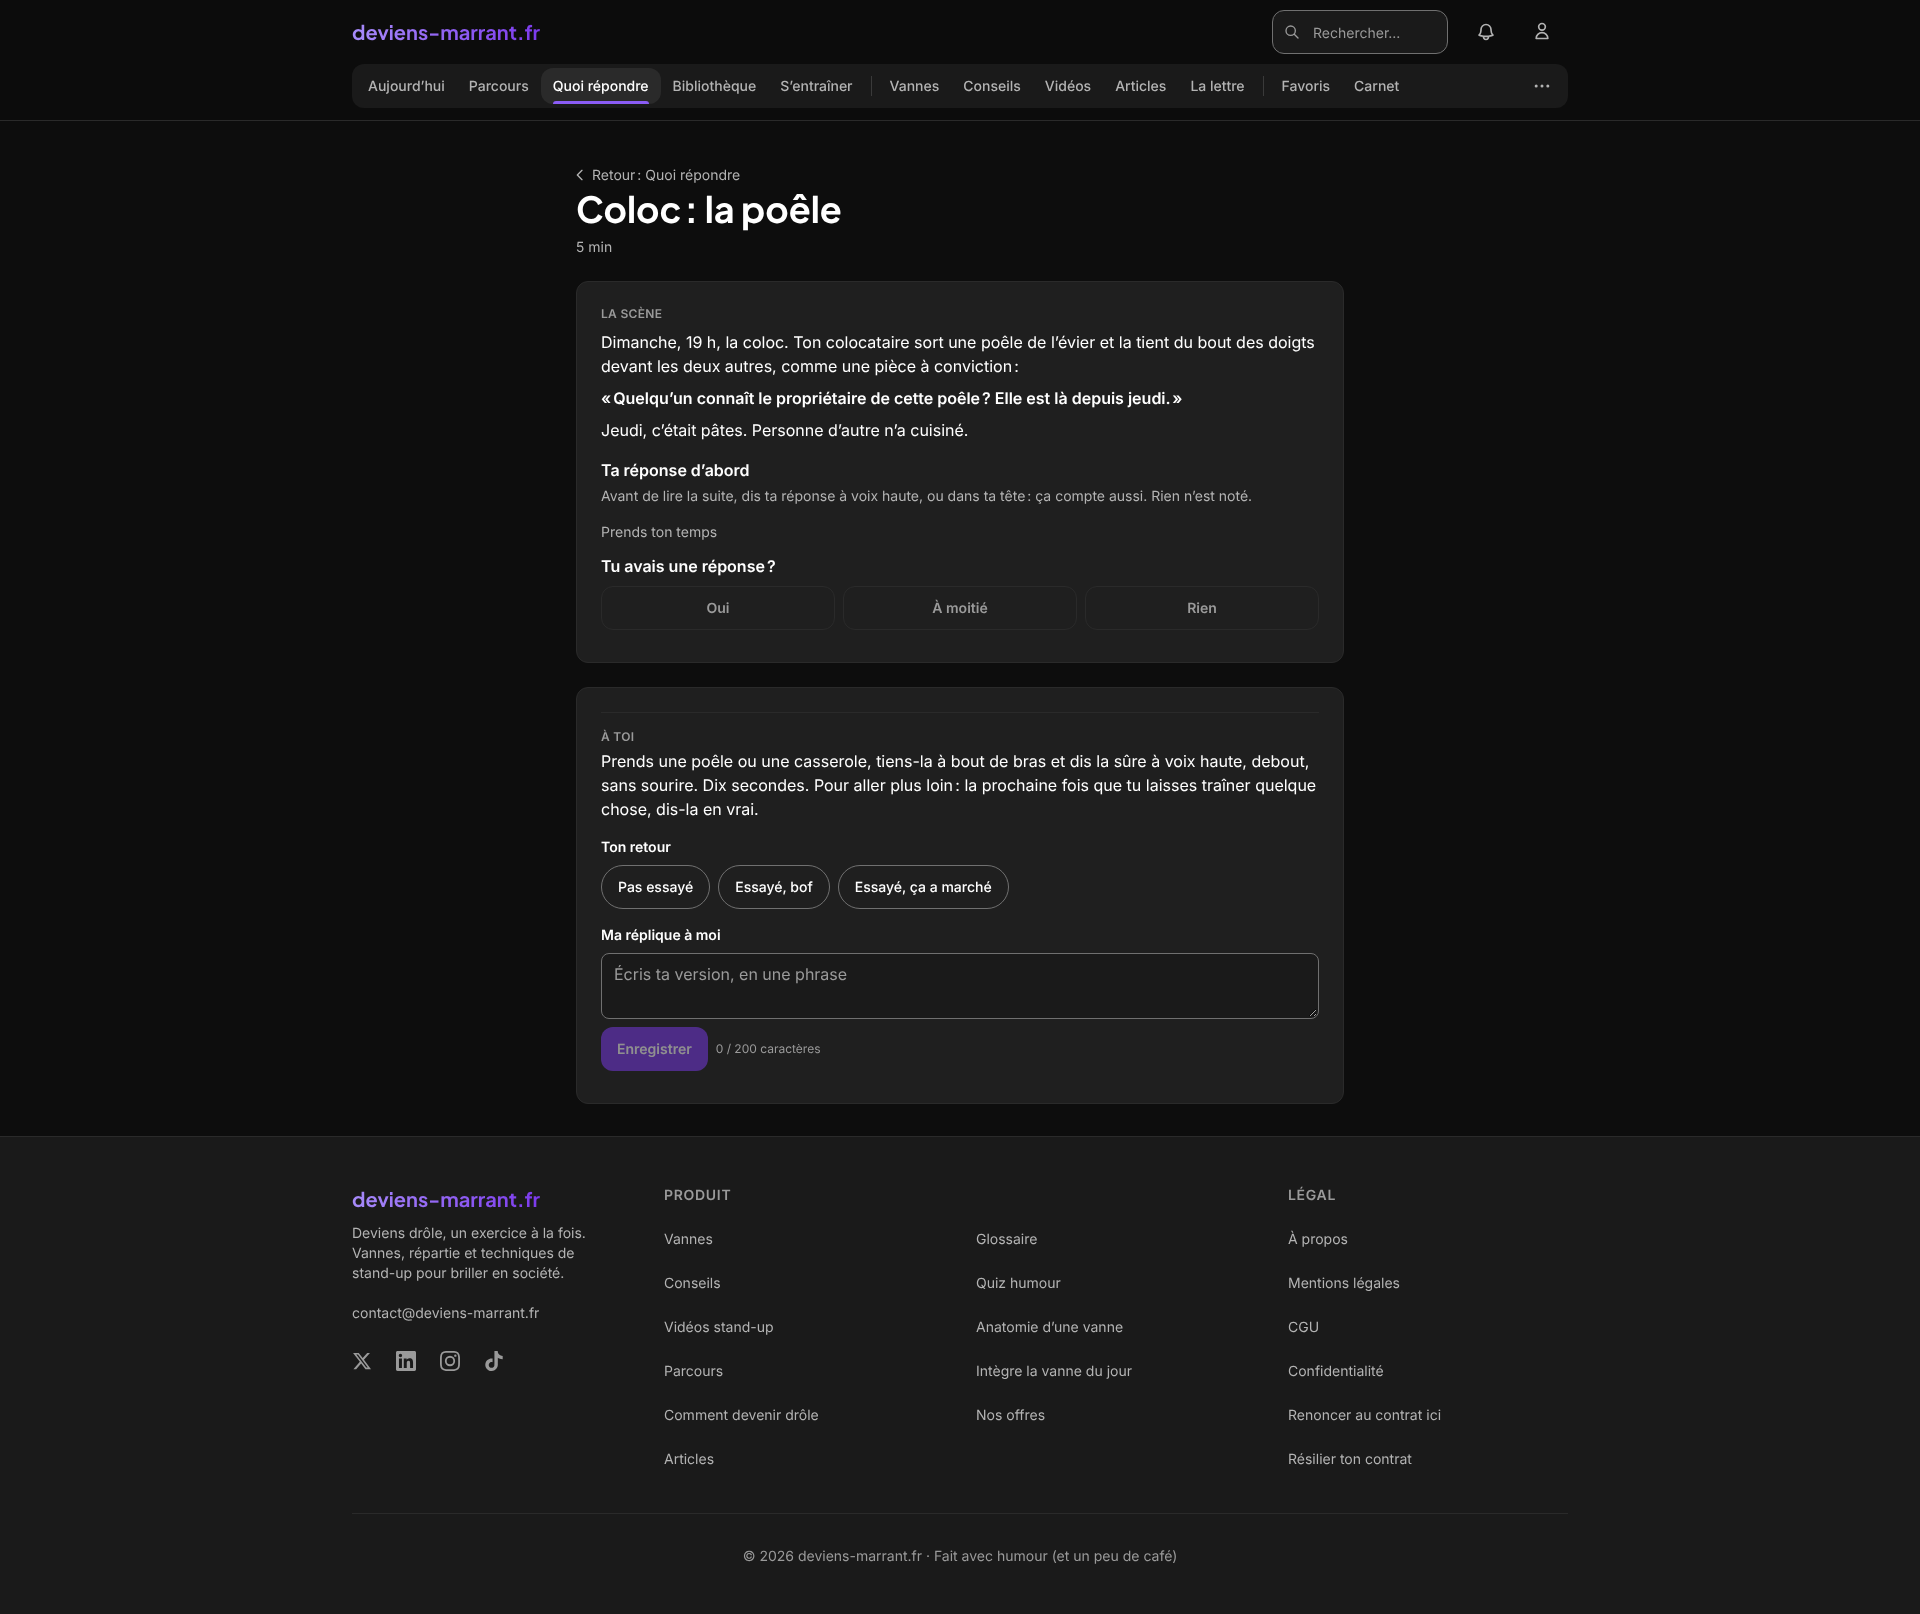 deviens-marrant.fr
Rechercher...
Aujourd’hui Parcours Quoi répondre Bibliothèque S’entraîner Vannes Conseils Vidéos Articles La lettre Favoris Carnet
Retour : Quoi répondre
Coloc : la poêle
5 min
LA SCÈNE
Dimanche, 19 h, la coloc. Ton colocataire sort une poêle de l’évier et la tient du bout des doigts
devant les deux autres, comme une pièce à conviction :
« Quelqu’un connaît le propriétaire de cette poêle ? Elle est là depuis jeudi. »
Jeudi, c’était pâtes. Personne d’autre n’a cuisiné.
Ta réponse d’abord
Avant de lire la suite, dis ta réponse à voix haute, ou dans ta tête : ça compte aussi. Rien n’est noté.
Prends ton temps
Tu avais une réponse ?
Oui À moitié Rien
À TOI
Prends une poêle ou une casserole, tiens-la à bout de bras et dis la sûre à voix haute, debout,
sans sourire. Dix secondes. Pour aller plus loin : la prochaine fois que tu laisses traîner quelque
chose, dis-la en vrai.
Ton retour
Pas essayé Essayé, bof Essayé, ça a marché
Ma réplique à moi
Écris ta version, en une phrase
Enregistrer 0 / 200 caractères
deviens-marrant.fr
Deviens drôle, un exercice à la fois.
Vannes, répartie et techniques de
stand-up pour briller en société.
contact@deviens-marrant.fr
PRODUIT
Vannes
Conseils
Vidéos stand-up
Parcours
Comment devenir drôle
Articles
Glossaire
Quiz humour
Anatomie d’une vanne
Intègre la vanne du jour
Nos offres
LÉGAL
À propos
Mentions légales
CGU
Confidentialité
Renoncer au contrat ici
Résilier ton contrat
© 2026 deviens-marrant.fr · Fait avec humour (et un peu de café)